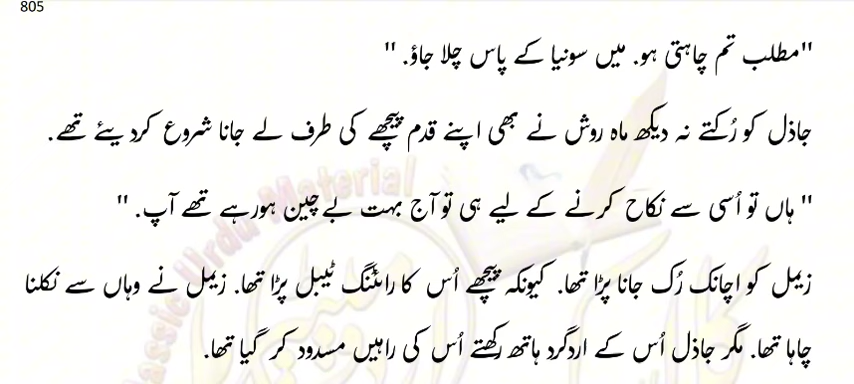 805
"مطلب تم چاہتی ہو. میں سونیا کے پاس چلا جاؤ. "
جاذل کو رُکتے نہ دیکھ ماہ روش نے بھی اپنے قدم پیچھے کی طرف لے جانا شروع کردیئے تھے.
" ہاں تو اُسی سے نکاح کرنے کے لیے ہی تو آج بہت بے چین ہورہے تھے آپ. "
زیمل کو اچانک رُک جانا پڑا تھا. کیونکہ پیچھے اُس کا رائٹنگ ٹیبل پڑا تھا. زیمل نے وہاں سے نکلنا
چاہا تھا. مگر جاذل اُس کے اردگرد ہاتھ رکھتے اُس کی راہیں مسدود کر گیا تھا.
Classic Urdu Material